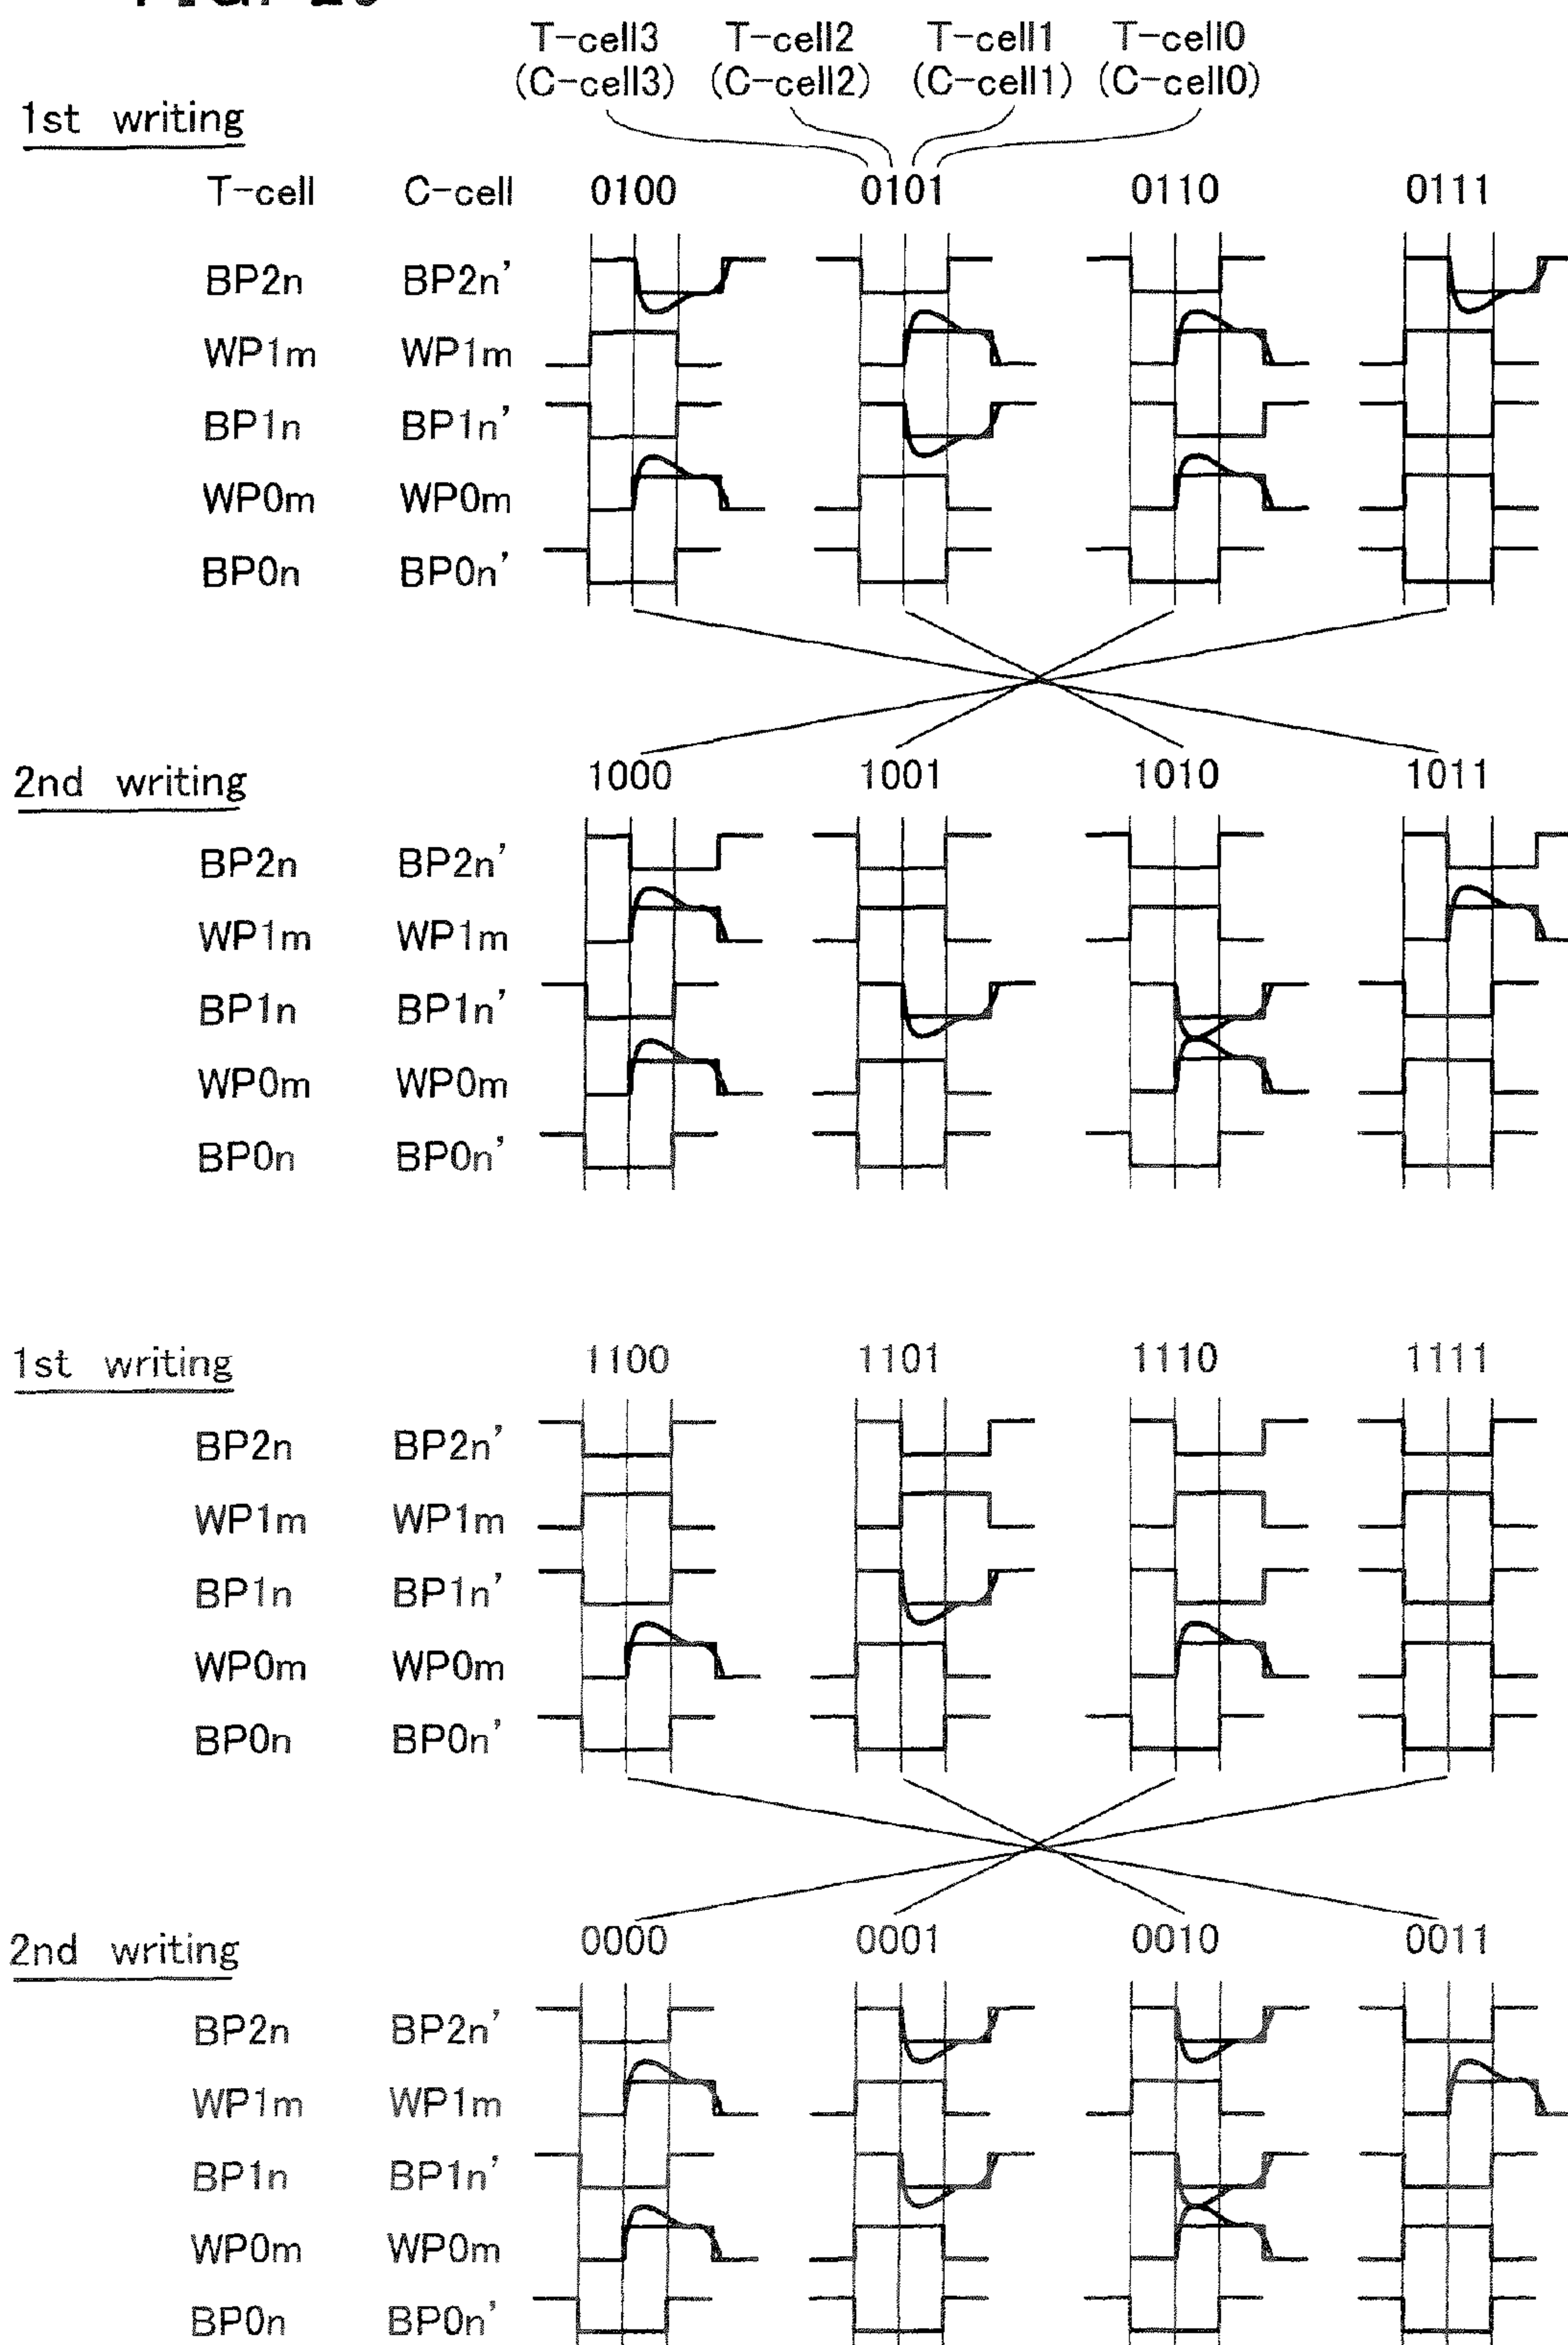 T-cell3 T-cell2 T-cell1 T-cell0
(C-cell3) (C-cell2) (C-cell1) (C-cell0)
1st writing
T-cell C-cell 0100 0101 0110 0111
BP2n BP2n'
WP1m WP1m
BP1n BP1n'
WP0m WP0m
BP0n BP0n'
2nd writing 1000 1001 1010 1011
BP2n BP2n'
WP1m WP1m
BP1n BP1n'
WP0m WP0m
BP0n BP0n'
1st writing 1100 1101 1110 1111
BP2n BP2n'
WP1m WP1m
BP1n BP1n'
WP0m WP0m
BP0n BP0n'
2nd writing 0000 0001 0010 0011
BP2n BP2n'
WP1m WP1m
BP1n BP1n'
WP0m WP0m
BP0n BP0n'